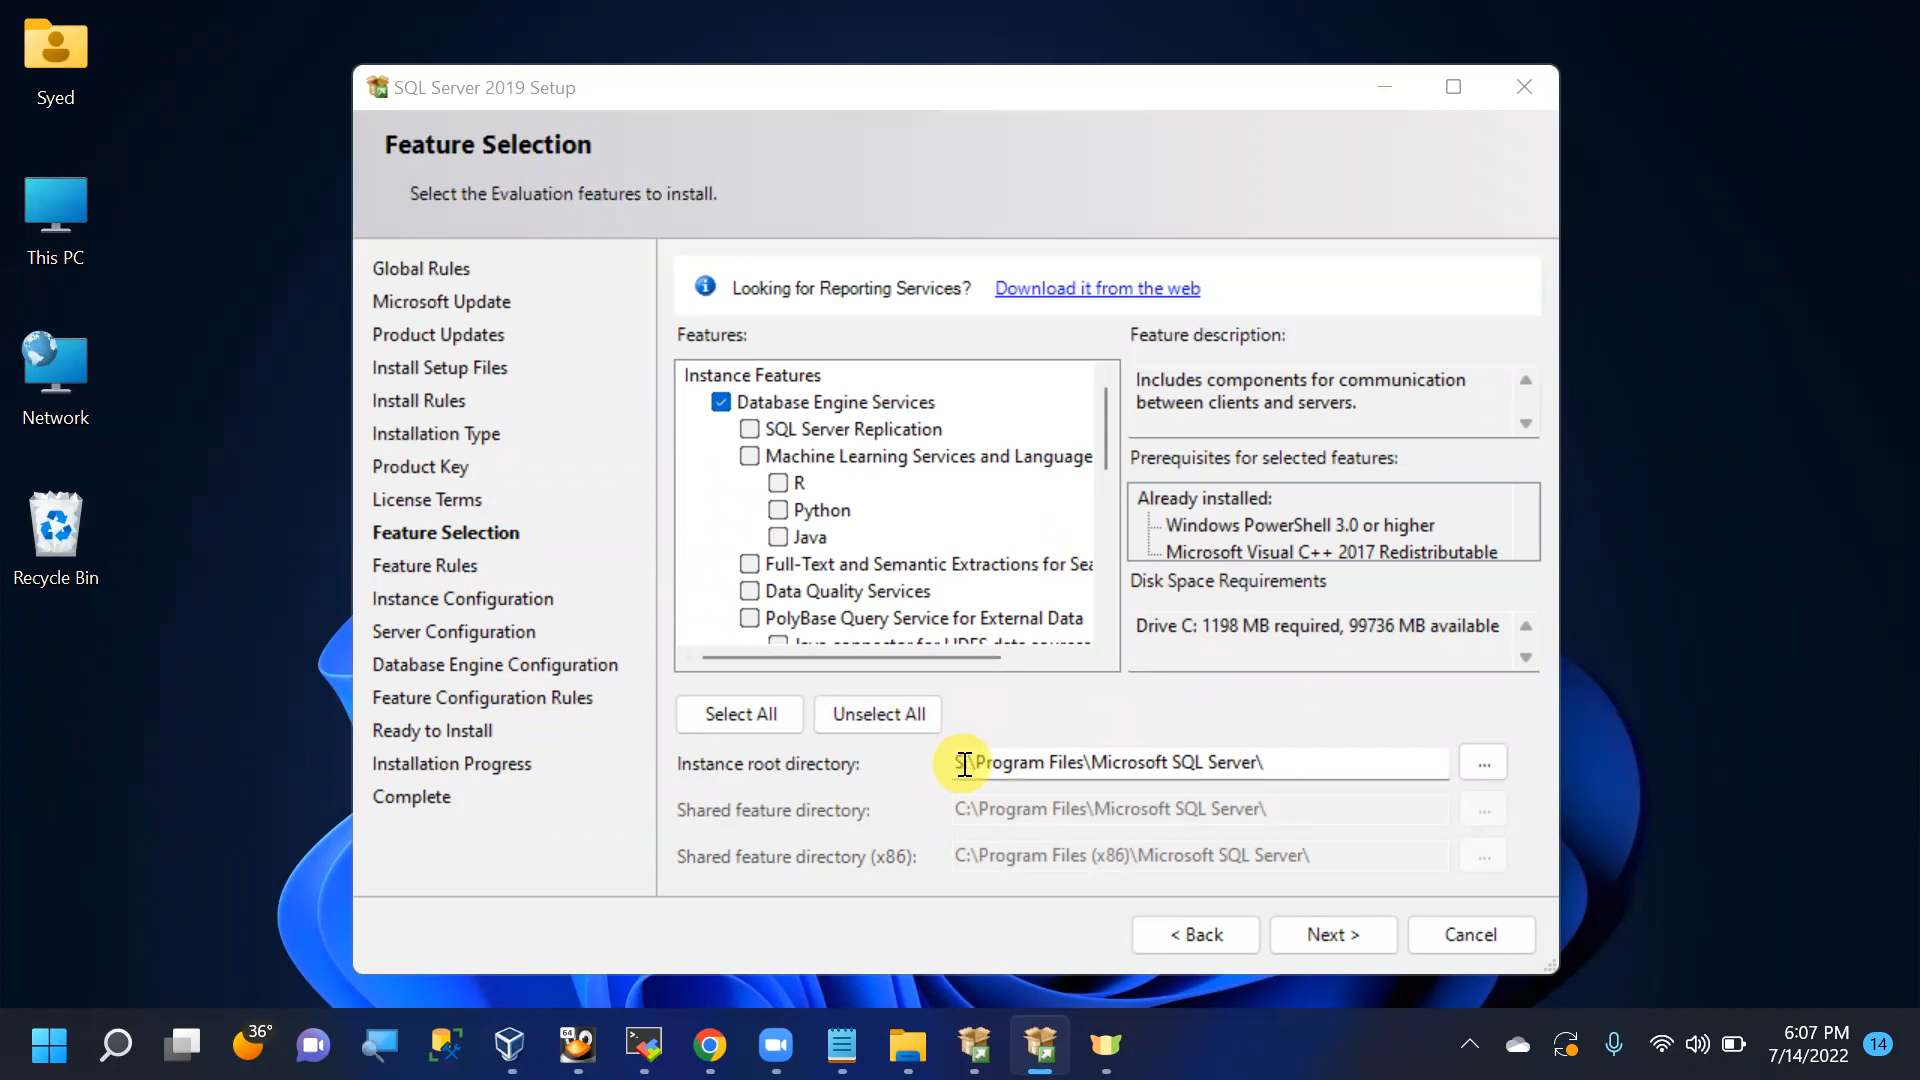 Syed
This PC
Network
Recycle Bin
SQL Server 2019 Setup
Feature Selection
Select the Evaluation features to install.
Global Rules
Microsoft Update
Product Updates
Install Setup Files
Install Rules
Installation Type
Product Key
License Terms
Feature Selection
Feature Rules
Instance Configuration
Server Configuration
Database Engine Configuration
Feature Configuration Rules
Ready to Install
Installation Progress
Complete
Looking for Reporting Services? Download it from the web
Features:
Instance Features
Database Engine Services
SQL Server Replication
Machine Learning Services and Language
R
Python
Java
Full-Text and Semantic Extractions for Sea
Data Quality Services
PolyBase Query Service for External Data
Java connector for HDFS data sources
Select All
Unselect All
Feature description:
Includes components for communication
between clients and servers.
Prerequisites for selected features:
Already installed:
Windows PowerShell 3.0 or higher
Microsoft Visual C++ 2017 Redistributable
Disk Space Requirements
Drive C: 1198 MB required, 99736 MB available
Instance root directory: S:\Program Files\Microsoft SQL Server\
...
Shared feature directory: C:\Program Files\Microsoft SQL Server\
...
Shared feature directory (x86): C:\Program Files (x86)\Microsoft SQL Server\
...
< Back
Next >
Cancel
36°
64
6:07 PM
7/14/2022
14